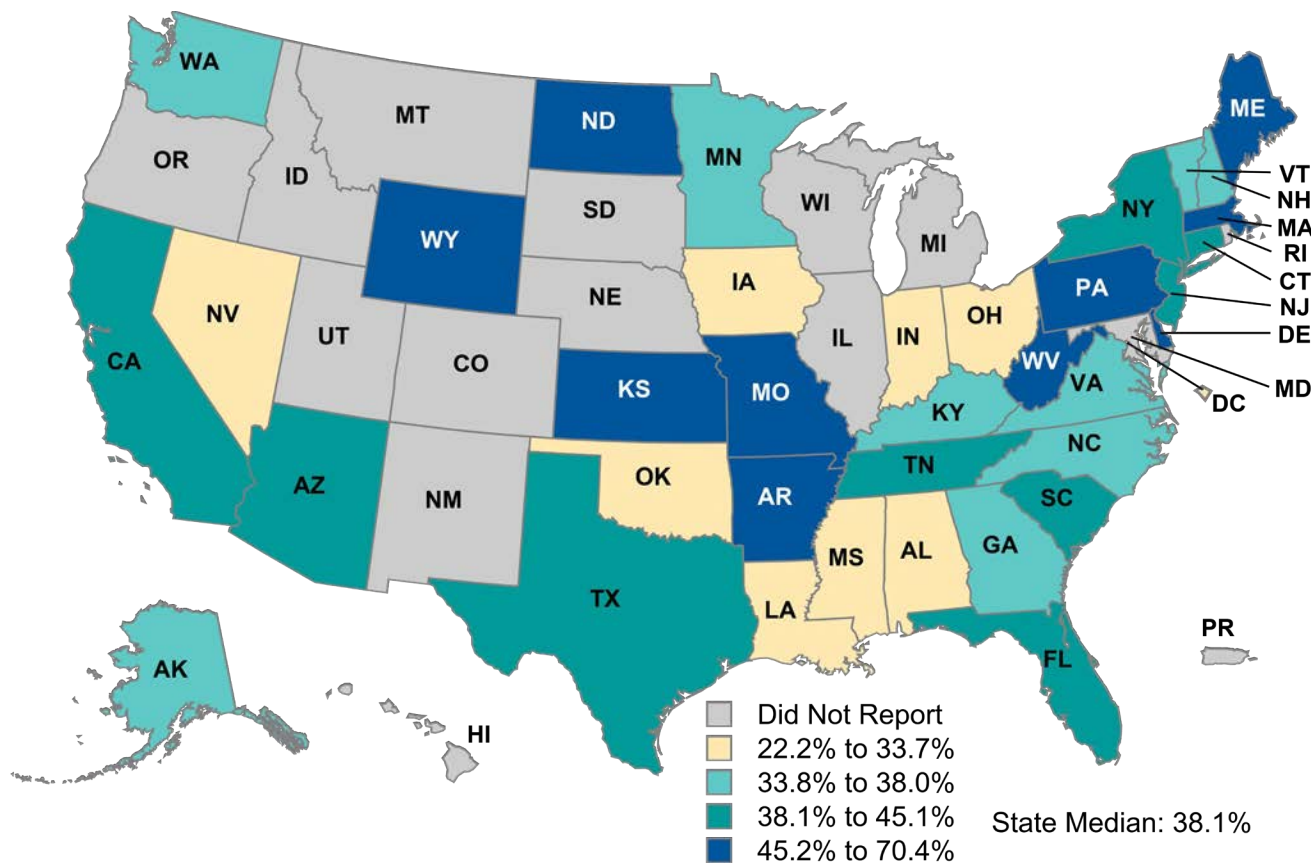 WA
MT
ND
ME
OR
ID
MN
VT
NH
SD
WI
NY
MA
WY
MI
RI
CT
IA
PA
NE
NJ
NV
OH
UT
IL
IN
DE
CA
CO
WV
VA
MD
KS
MO
DC
KY
NC
TN
OK
AZ
NM
AR
SC
MS
AL
GA
TX
LA
PR
AK
FL
HI
Did Not Report
22.2% to 33.7%
33.8% to 38.0%
38.1% to 45.1%
45.2% to 70.4%
State Median: 38.1%